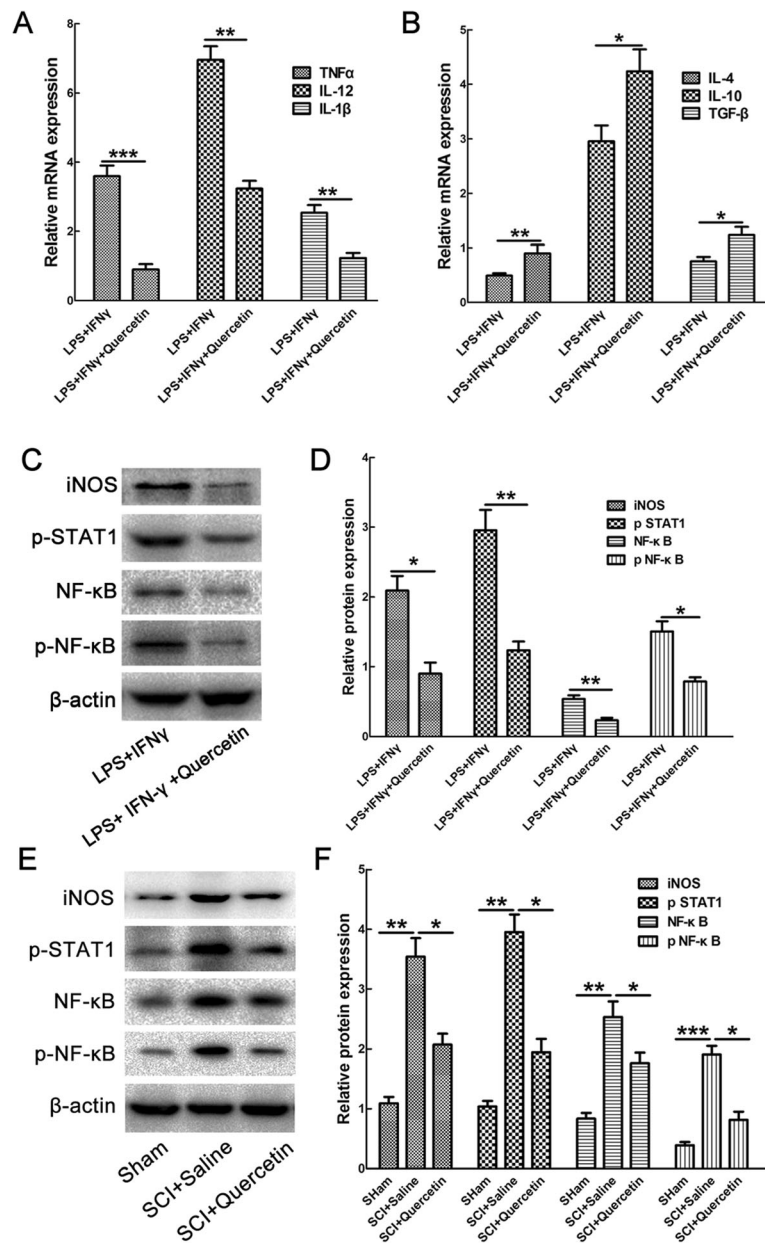 A
Relative mRNA expression
8
6
4
2
0
***
**
**
TNFα
IL-12
IL-1β
LPS+IFNγ
LPS+IFNγ+Quercetin
LPS+IFNγ
LPS+IFNγ+Quercetin
LPS+IFNγ
LPS+IFNγ+Quercetin
B
Relative mRNA expression
5
4
3
2
1
0
**
*
*
IL-4
IL-10
TGF-β
LPS+IFNγ
LPS+IFNγ+Quercetin
LPS+IFNγ
LPS+IFNγ+Quercetin
LPS+IFNγ
LPS+IFNγ+Quercetin
C
iNOS
p-STAT1
NF-κB
p-NF-κB
β-actin
LPS+IFNγ
LPS+ IFN-γ +Quercetin
D
Relative protein expression
4
3
2
1
0
*
**
**
*
iNOS
p STAT1
NF-κ B
p NF-κ B
LPS+IFNγ
LPS+IFNγ+Quercetin
LPS+IFNγ
LPS+IFNγ+Quercetin
LPS+IFNγ
LPS+IFNγ+Quercetin
LPS+IFNγ
LPS+IFNγ+Quercetin
E
iNOS
p-STAT1
NF-κB
p-NF-κB
β-actin
Sham
SCI+Saline
SCI+Quercetin
F
Relative protein expression
5
4
3
2
1
0
** *
** *
** *
*** *
iNOS
p STAT1
NF-κ B
p NF-κ B
SHam
SCI+Saline
SCI+Quercetin
SHam
SCI+Saline
SCI+Quercetin
SHam
SCI+Saline
SCI+Quercetin
SHam
SCI+Saline
SCI+Quercetin